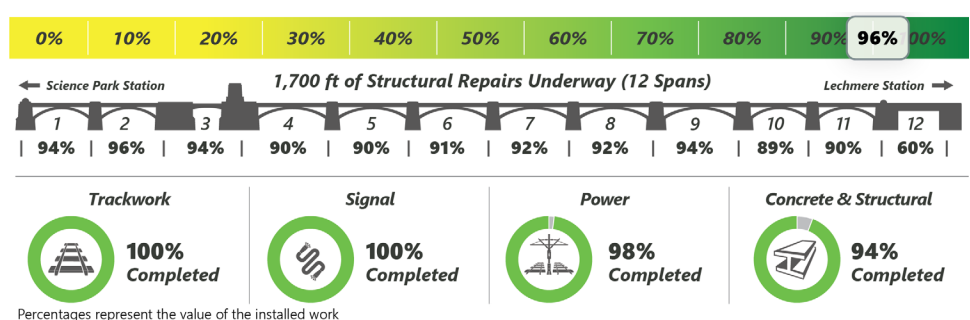 0% 10% 20% 30% 40% 50% 60% 70% 80% 90% 96% 100%
Science Park Station 1,700 ft of Structural Repairs Underway (12 Spans) Lechmere Station
1 2 3 4 5 6 7 8 9 10 11 12
| 94% | 96% | 94% | 90% | 90% | 91% | 92% | 92% | 94% | 89% | 90% | 60% |
Trackwork Signal Power Concrete & Structural
100% 100% 98% 94%
Completed Completed Completed Completed
Percentages represent the value of the installed work